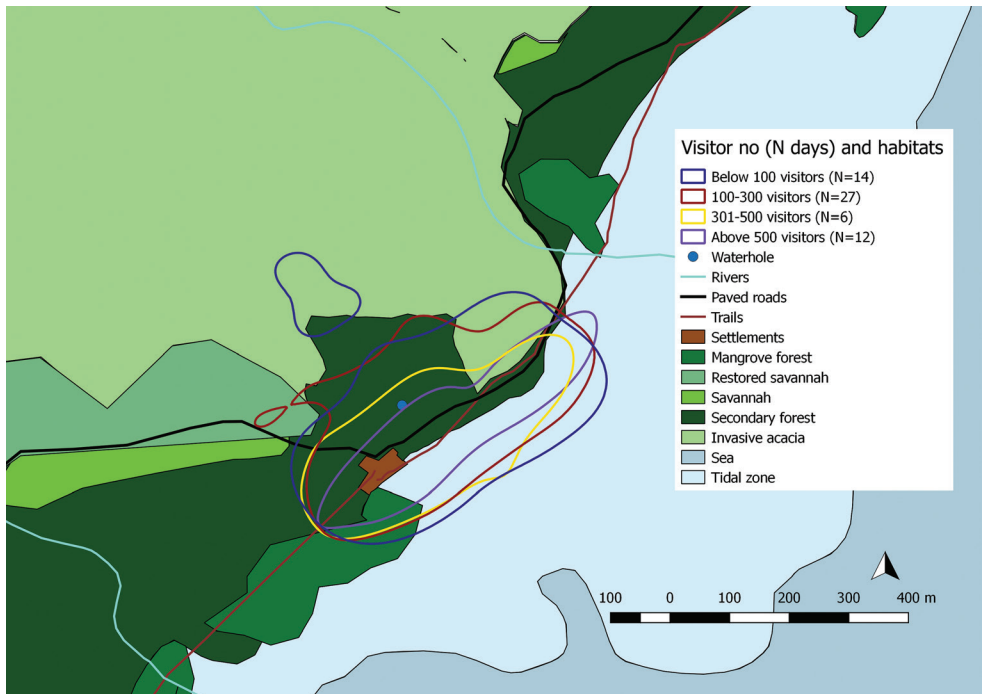 Visitor no (N days) and habitats
Below 100 visitors (N=14)
100-300 visitors (N=27)
301-500 visitors (N=6)
Above 500 visitors (N=12)
Waterhole
Rivers
Paved roads
Trails
Settlements
Mangrove forest
Restored savannah
Savannah
Secondary forest
Invasive acacia
Sea
Tidal zone
100 0 100 200 300 400 m